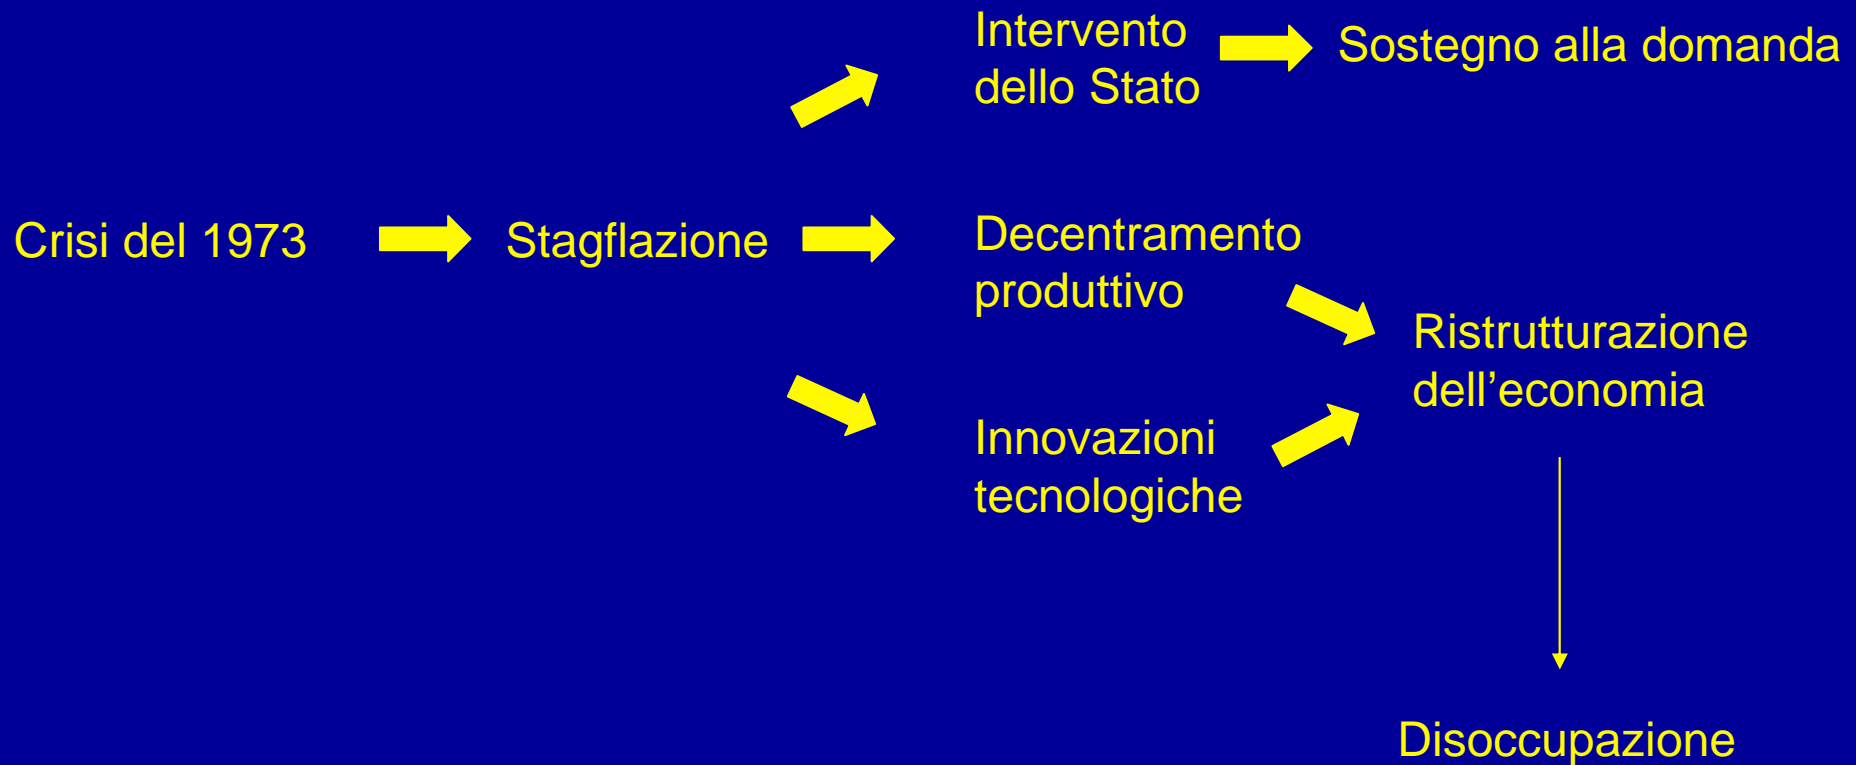 Intervento
dello Stato
Sostegno alla domanda
Crisi del 1973
Stagflazione
Decentramento
produttivo
Ristrutturazione
dell’economia
Innovazioni
tecnologiche
Disoccupazione